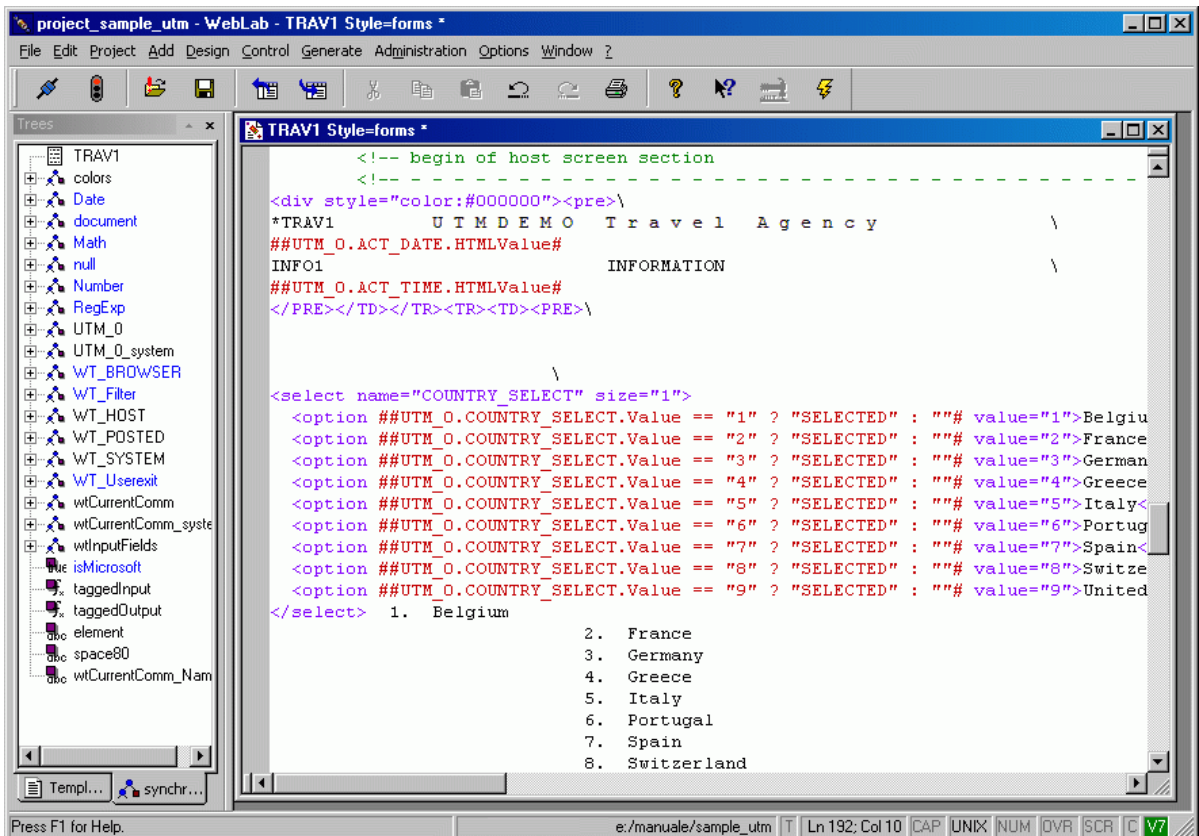 project_sample_utm - WebLab - TRAV1 Style=forms *
File Edit Project Add Design Control Generate Administration Options Window ?
Trees
TRAV1
colors
Date
document
Math
null
Number
RegExp
UTM_0
UTM_0_system
WT_BROWSER
WT_Filter
WT_HOST
WT_POSTED
WT_SYSTEM
WT_Userexit
wtCurrentComm
wtCurrentComm_syste
wtInputFields
isMicrosoft
taggedInput
taggedOutput
element
space80
wtCurrentComm_Nam
Templ... synchr...
TRAV1 Style=forms *
<!-- begin of host screen section
<!-- - - - - - - - - - - - - - - - - - - - - - - - - - - - - - - - - - - -
<div style="color:#000000"><pre>\
*TRAV1 U T M D E M O T r a v e l A g e n c y \
##UTM_0.ACT_DATE.HTMLValue#
INFO1 INFORMATION \
##UTM_0.ACT_TIME.HTMLValue#
</PRE></TD></TR><TR><TD><PRE>\
\
<select name="COUNTRY_SELECT" size="1">
<option ##UTM_0.COUNTRY_SELECT.Value == "1" ? "SELECTED" : ""# value="1">Belgiu
<option ##UTM_0.COUNTRY_SELECT.Value == "2" ? "SELECTED" : ""# value="2">France
<option ##UTM_0.COUNTRY_SELECT.Value == "3" ? "SELECTED" : ""# value="3">German
<option ##UTM_0.COUNTRY_SELECT.Value == "4" ? "SELECTED" : ""# value="4">Greece
<option ##UTM_0.COUNTRY_SELECT.Value == "5" ? "SELECTED" : ""# value="5">Italy<
<option ##UTM_0.COUNTRY_SELECT.Value == "6" ? "SELECTED" : ""# value="6">Portug
<option ##UTM_0.COUNTRY_SELECT.Value == "7" ? "SELECTED" : ""# value="7">Spain<
<option ##UTM_0.COUNTRY_SELECT.Value == "8" ? "SELECTED" : ""# value="8">Switze
<option ##UTM_0.COUNTRY_SELECT.Value == "9" ? "SELECTED" : ""# value="9">United
</select> 1. Belgium
2. France
3. Germany
4. Greece
5. Italy
6. Portugal
7. Spain
8. Switzerland
Press F1 for Help. e:/manuale/sample_utm T Ln 192; Col 10 CAP UNIX NUM OVR SCR C V7